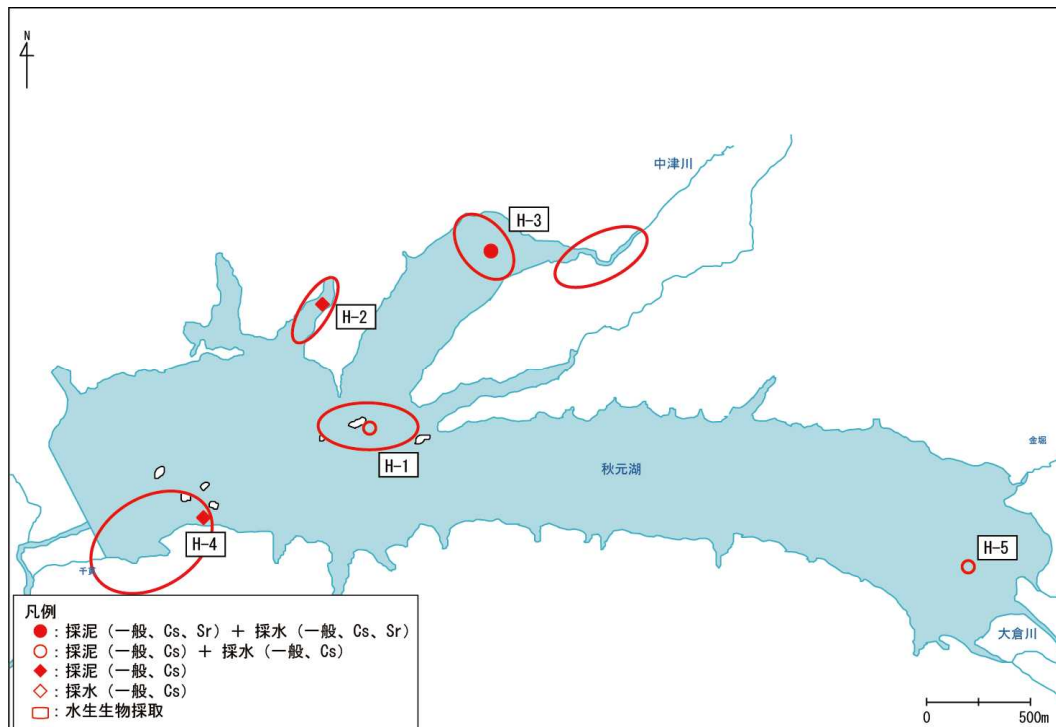 N
中津川
H-3
H-2
H-1
秋元湖
金堀
H-4
H-5
大倉川
凡例
● : 採泥（一般、Cs、Sr）＋ 採水（一般、Cs、Sr）
○ : 採泥（一般、Cs）＋ 採水（一般、Cs）
◆ : 採泥（一般、Cs）
◇ : 採水（一般、Cs）
: 水生生物採取
0 500m